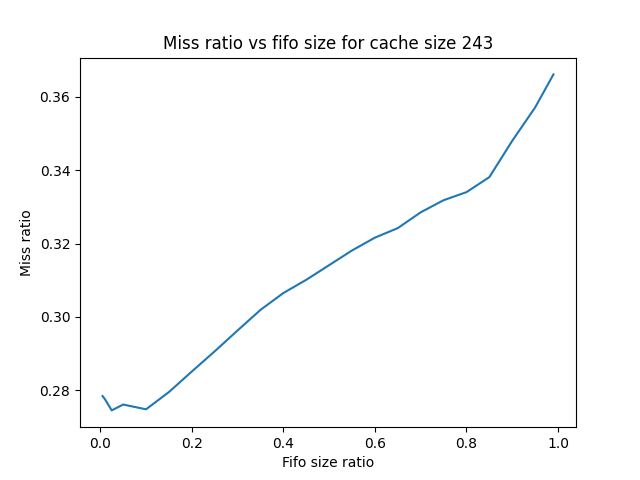 Miss ratio vs fifo size for cache size 243
0.36
0.34
0.32
0.30
0.28
Miss ratio
0.0 0.2 0.4 0.6 0.8 1.0
Fifo size ratio